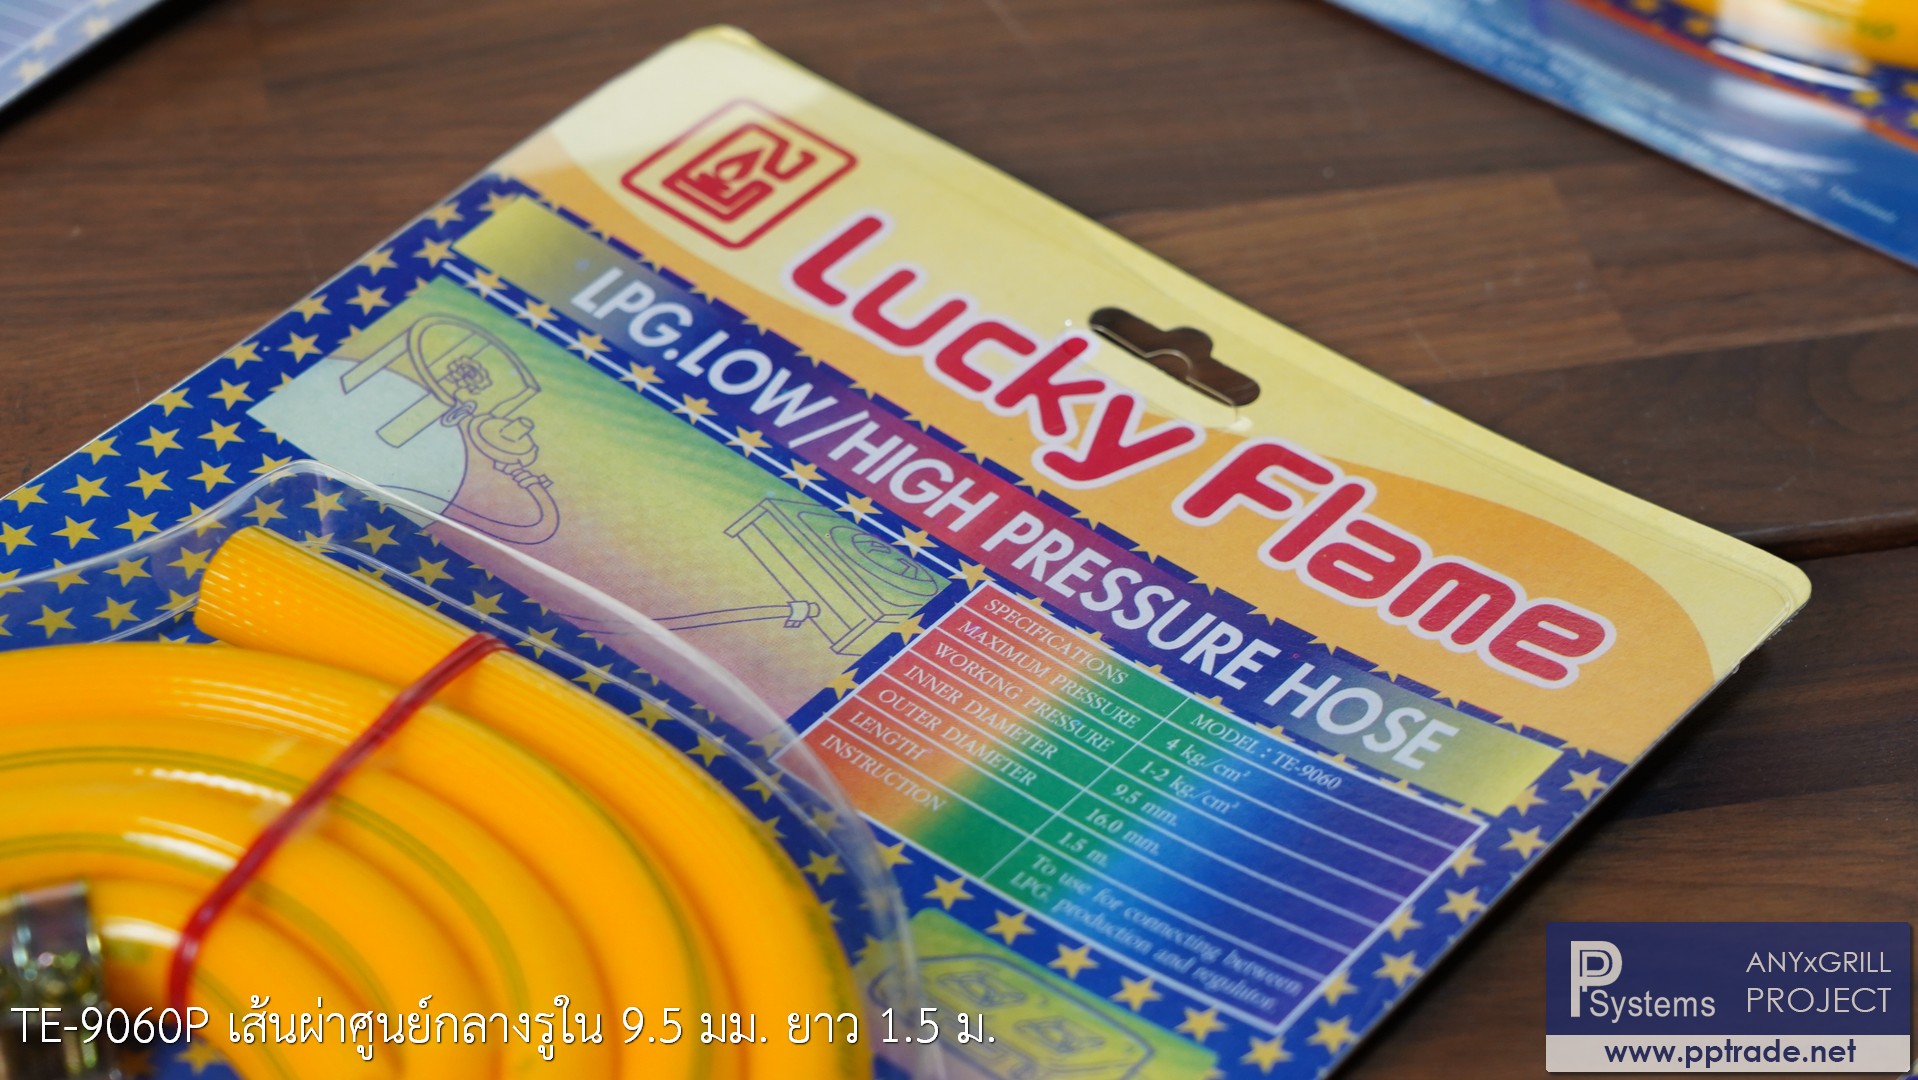 Lucky Flame
LPG.LOW/HIGH PRESSURE HOSE
SPECIFICATIONS MODEL : TE-9060
MAXIMUM PRESSURE 4 kg./cm²
WORKING PRESSURE 1-2 kg./cm²
INNER DIAMETER 9.5 mm.
OUTER DIAMETER 16.0 mm.
LENGTH 1.5 m.
INSTRUCTION To use for connecting between
LPG. production and regulator.
TE-9060P เส้นผ่าศูนย์กลางรูใน 9.5 มม. ยาว 1.5 ม.
PP Systems
ANYxGRILL
PROJECT
www.pptrade.net